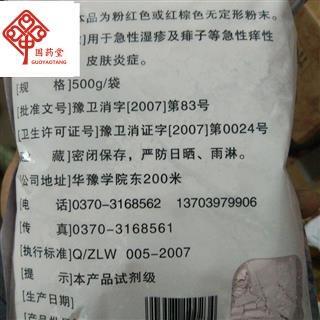 国药堂
GUOYAOTANG
本品为粉红色或红棕色无定形粉末。
用于急性湿疹及痱子等急性痒性
皮肤炎症。
规 格]500g/袋
[批准文号]豫卫消字[2007]第83号
[卫生许可证号]豫卫消证字[2007]第0024号
藏]密闭保存，严防日晒、雨淋。
公司地址]华豫学院东200米
电 话]0370-3168562 13703979906
[传 真]0370-3168561
[执行标准]Q/ZLW 005-2007
[提 示]本产品试剂级
[生产日期]